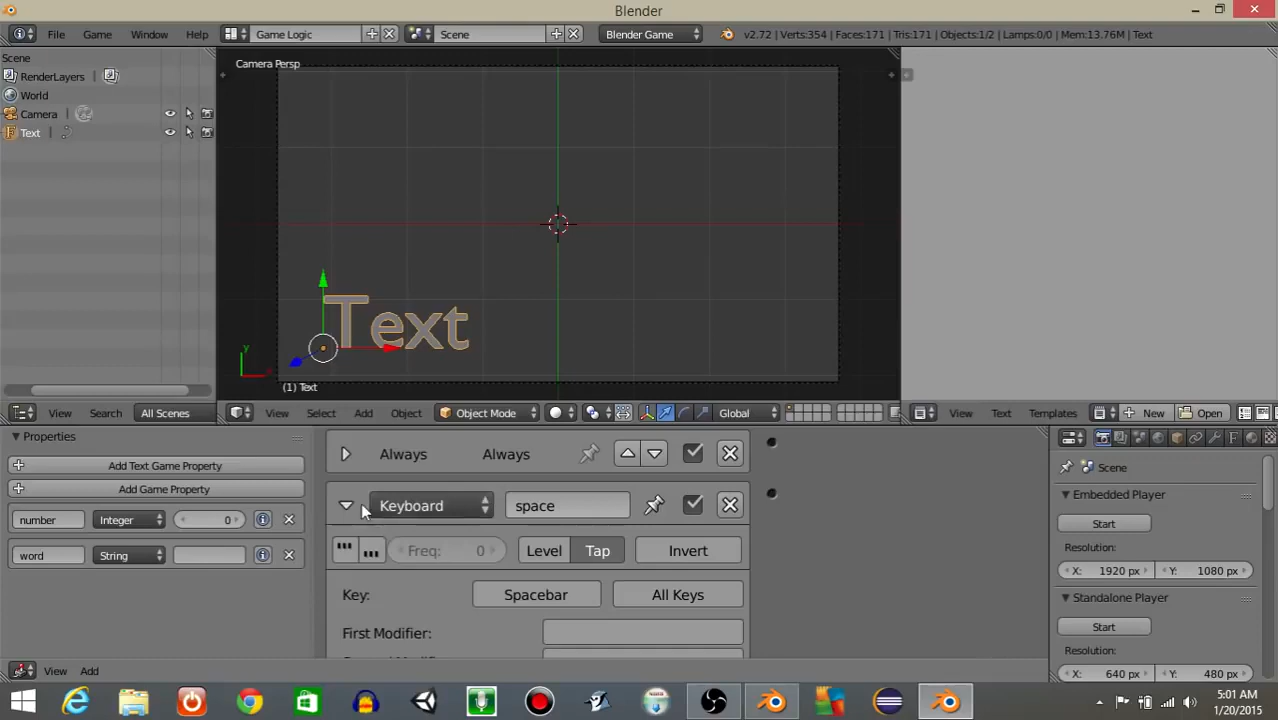 Blender
File Game Window Help Game Logic Scene Blender Game v2.72 | Verts:354 | Faces:171 | Tris:171 | Objects:1/2 | Lamps:0/0 | Mem:13.76M | Text
Scene
RenderLayers
World
Camera
Text
Camera Persp
Text
y
x
(1) Text
View Search All Scenes
View Select Add Object Object Mode Global
View Text Templates New Open
Properties
Add Text Game Property
Add Game Property
number Integer 0
word String
Always Always
Keyboard space
Freq: 0 Level Tap Invert
Key: Spacebar All Keys
First Modifier:
View Add
Scene
Embedded Player
Start
Resolution:
X: 1920 px Y: 1080 px
Standalone Player
Start
Resolution:
X: 640 px Y: 480 px
5:01 AM
1/20/2015